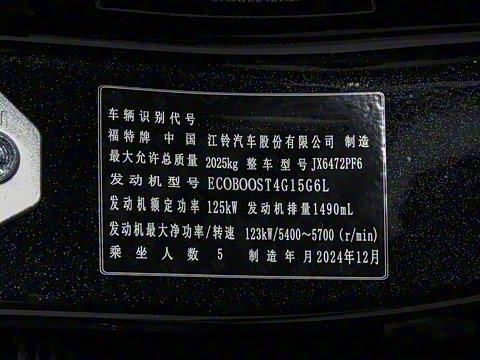 车辆识别代号
福特牌 中国 江铃汽车股份有限公司 制造
最大允许总质量 2025kg 整车型号 JX6472PF6
发动机型号 ECOBOOST4G15G6L
发动机额定功率 125kW 发动机排量1490mL
发动机最大净功率/转速 123kW/5400~5700 (r/min)
乘坐人数 5 制造年月2024年12月